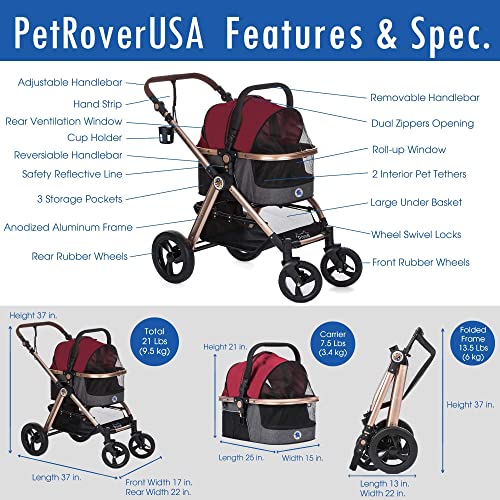 PetRoverUSA Features & Spec.
Adjustable Handlebar
Hand Strip
Rear Ventilation Window
Cup Holder
Reversiable Handlebar
Safety Reflective Line
3 Storage Pockets
Anodized Aluminum Frame
Rear Rubber Wheels
Removable Handlebar
Dual Zippers Opening
Roll-up Window
2 Interior Pet Tethers
Large Under Basket
Wheel Swivel Locks
Front Rubber Wheels
Height 37 in.
Total
21 Lbs
(9.5 kg)
Length 37 in.
Front Width 17 in.
Rear Width 22 in.
Height 21 in.
Carrier
7.5 Lbs
(3.4 kg)
Length 25 in.
Width 15 in.
Folded
Frame
13.5 Lbs
(6 kg)
Height 37 in.
Length 13 in.
Width 22 in.